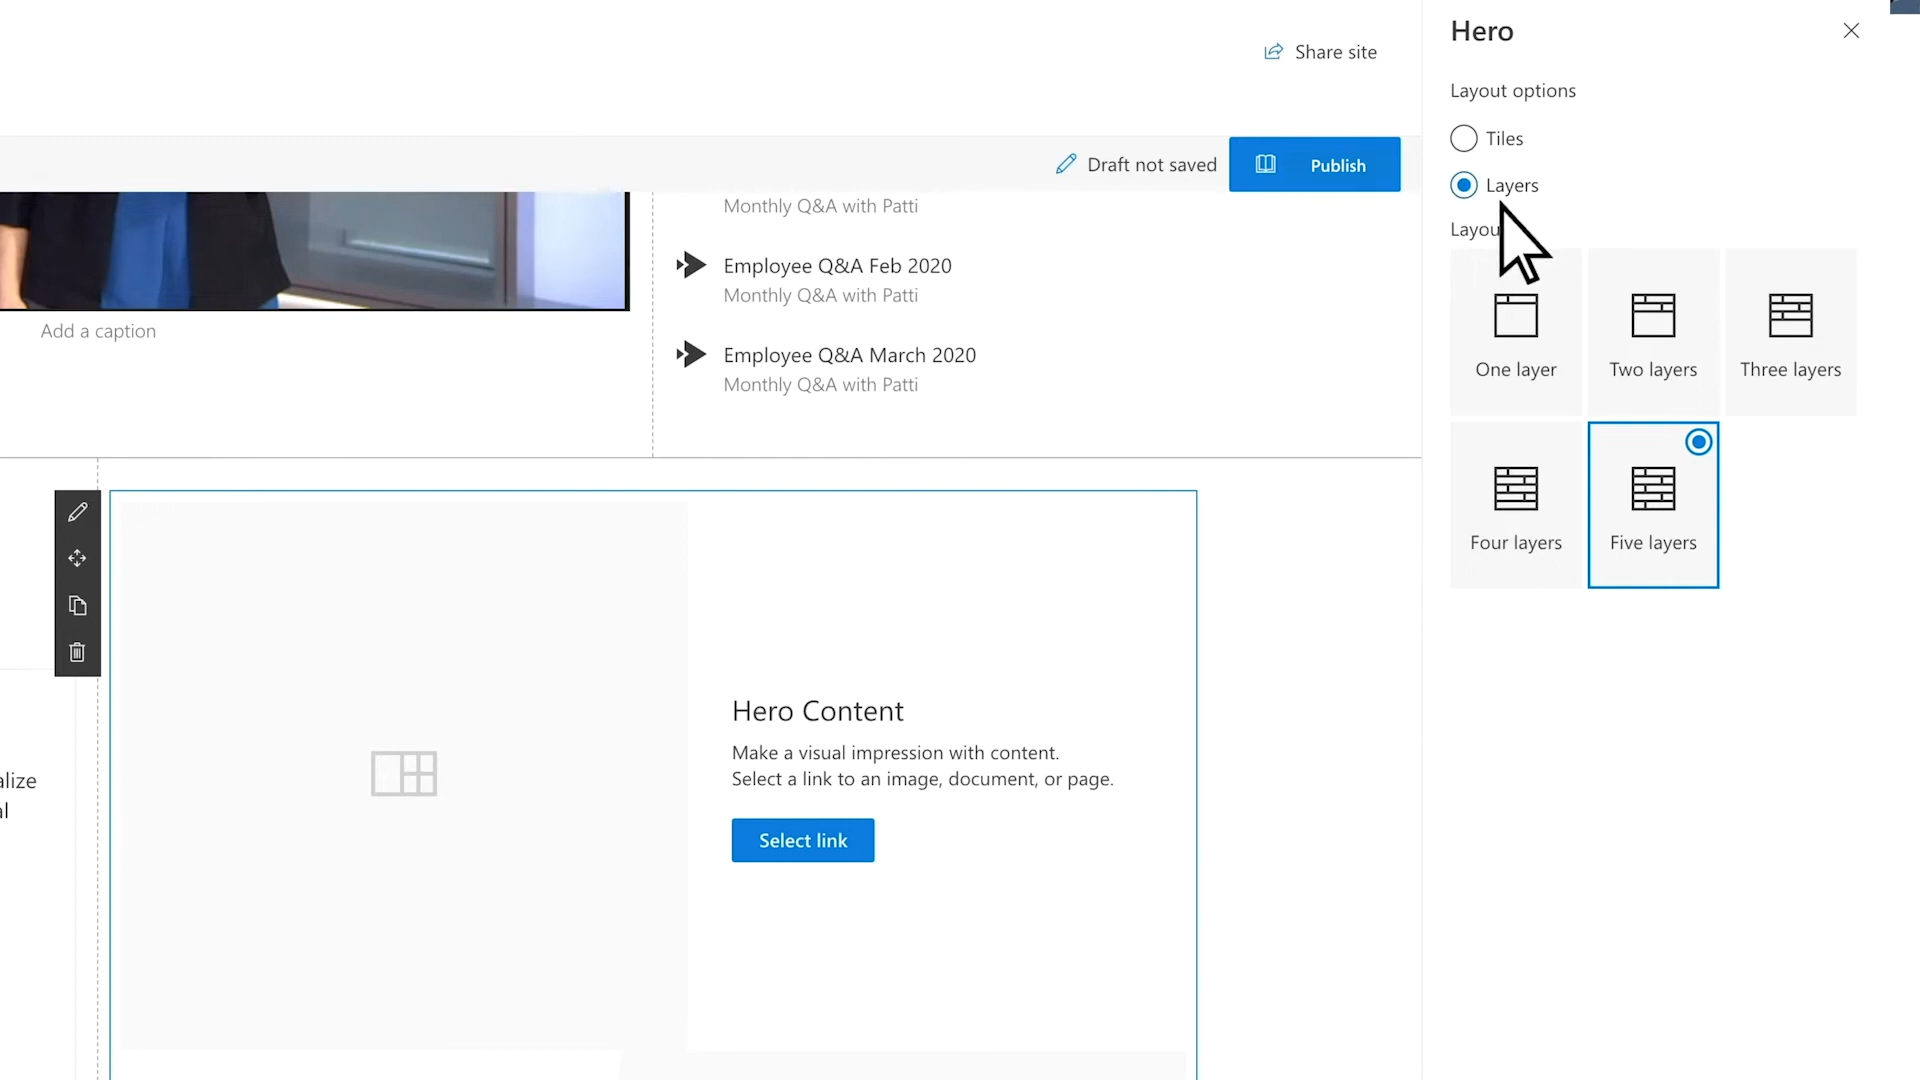 Share site
Draft not saved
Publish
Monthly Q&A with Patti
Employee Q&A Feb 2020
Monthly Q&A with Patti
Add a caption
Employee Q&A March 2020
Monthly Q&A with Patti
alize
al
Hero Content
Make a visual impression with content.
Select a link to an image, document, or page.
Select link
Hero
Layout options
Tiles
Layers
Layou
One layer
Two layers
Three layers
Four layers
Five layers